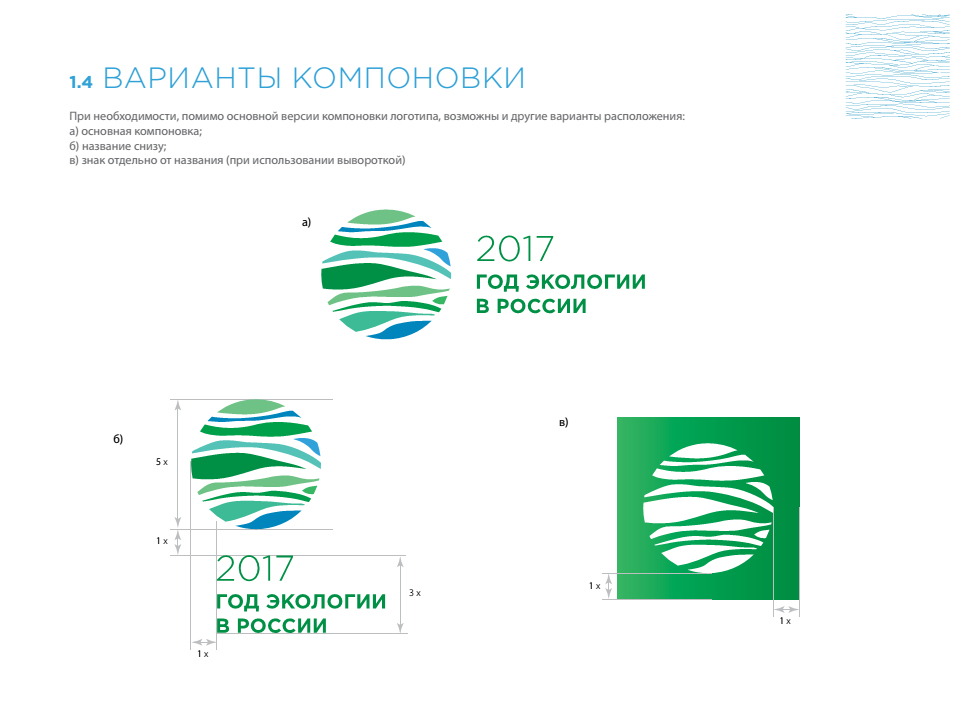 1.4 ВАРИАНТЫ КОМПОНОВКИ
При необходимости, помимо основной версии компоновки логотипа, возможны и другие варианты расположения:
а) основная компоновка;
б) название снизу;
в) знак отдельно от названия (при использовании вывороткой)
а)
2017
ГОД ЭКОЛОГИИ
В РОССИИ
б)
5 x
1 x
2017
ГОД ЭКОЛОГИИ
В РОССИИ
3 x
1 x
в)
1 x
1 x